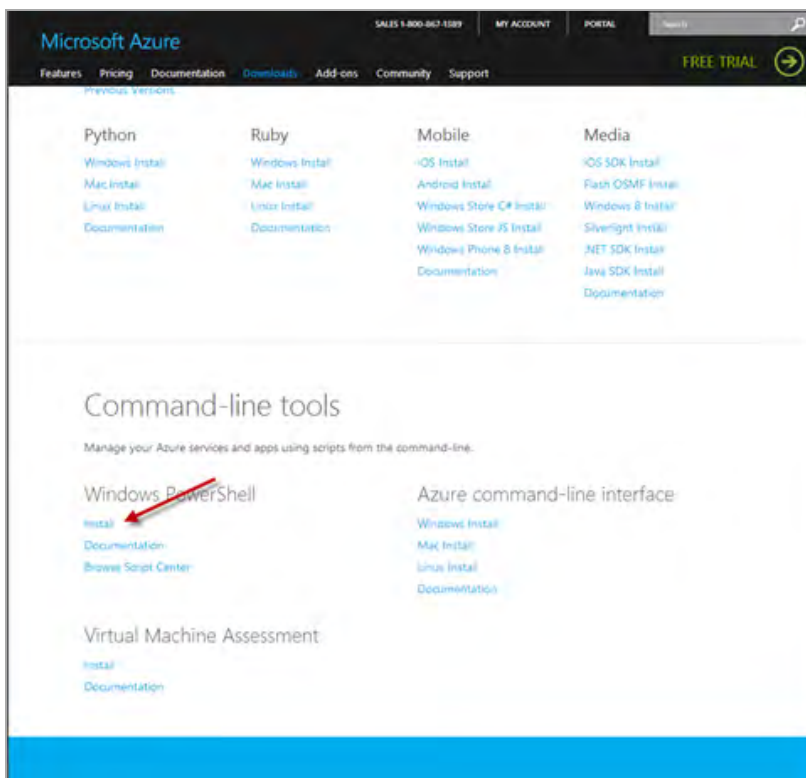 SALES 1-800-867-1389 MY ACCOUNT PORTAL Search
Microsoft Azure
FREE TRIAL
Features Pricing Documentation Downloads Add-ons Community Support
Previous Versions
Python
Windows Install
Mac Install
Linux Install
Documentation
Ruby
Windows Install
Mac Install
Linux Install
Documentation
Mobile
iOS Install
Android Install
Windows Store C# Install
Windows Store JS Install
Windows Phone 8 Install
Documentation
Media
iOS SDK Install
Flash OSMF Install
Windows 8 Install
Silverlight Install
.NET SDK Install
Java SDK Install
Documentation
Command-line tools
Manage your Azure services and apps using scripts from the command-line.
Windows PowerShell
Install
Documentation
Browse Script Center
Azure command-line interface
Windows Install
Mac Install
Linux Install
Documentation
Virtual Machine Assessment
Install
Documentation